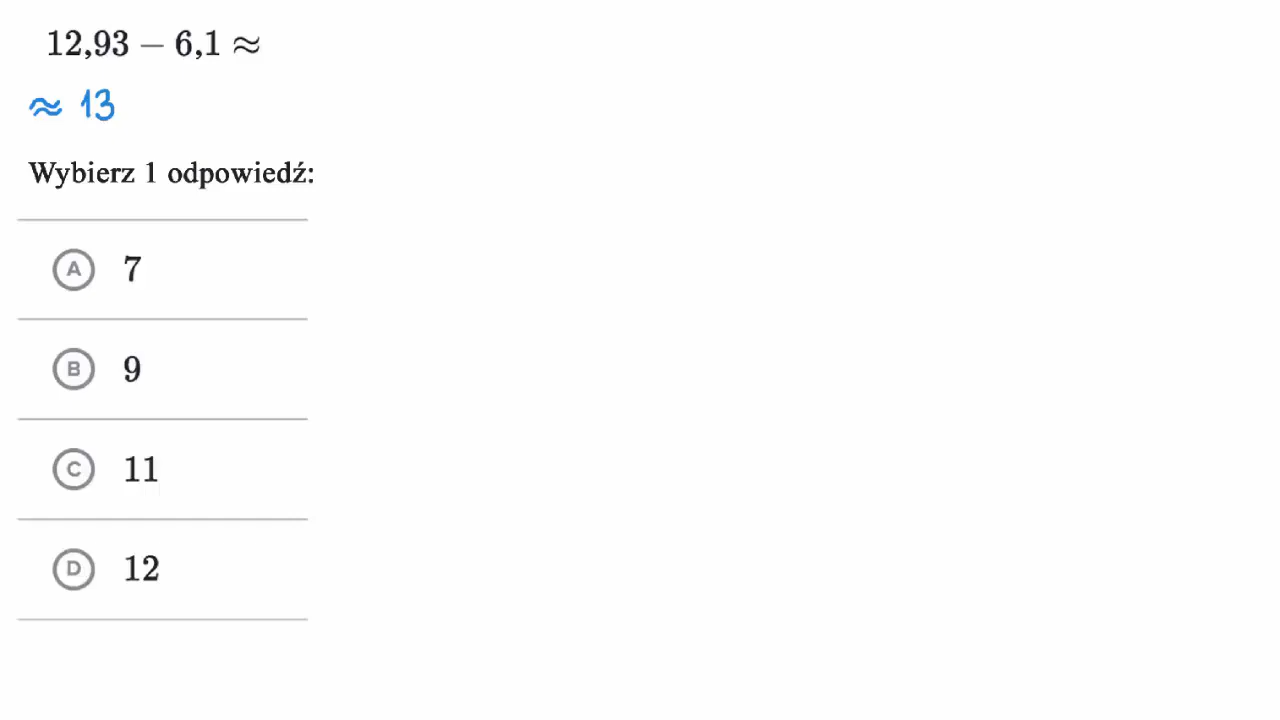 12,93 − 6,1 ≈
≈ 13
Wybierz 1 odpowiedź:
A 7
B 9
C 11
D 12